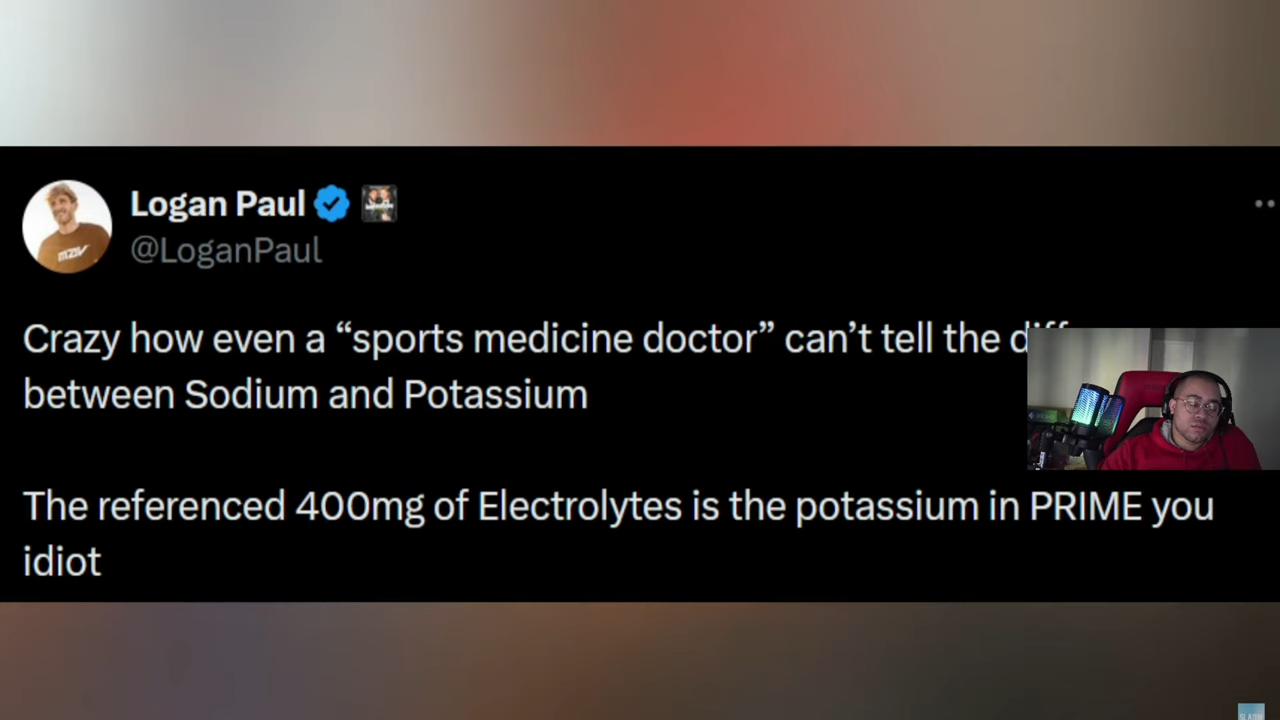 Logan Paul
@LoganPaul
Crazy how even a “sports medicine doctor” can’t tell the
between Sodium and Potassium
The referenced 400mg of Electrolytes is the potassium in PRIME you
idiot